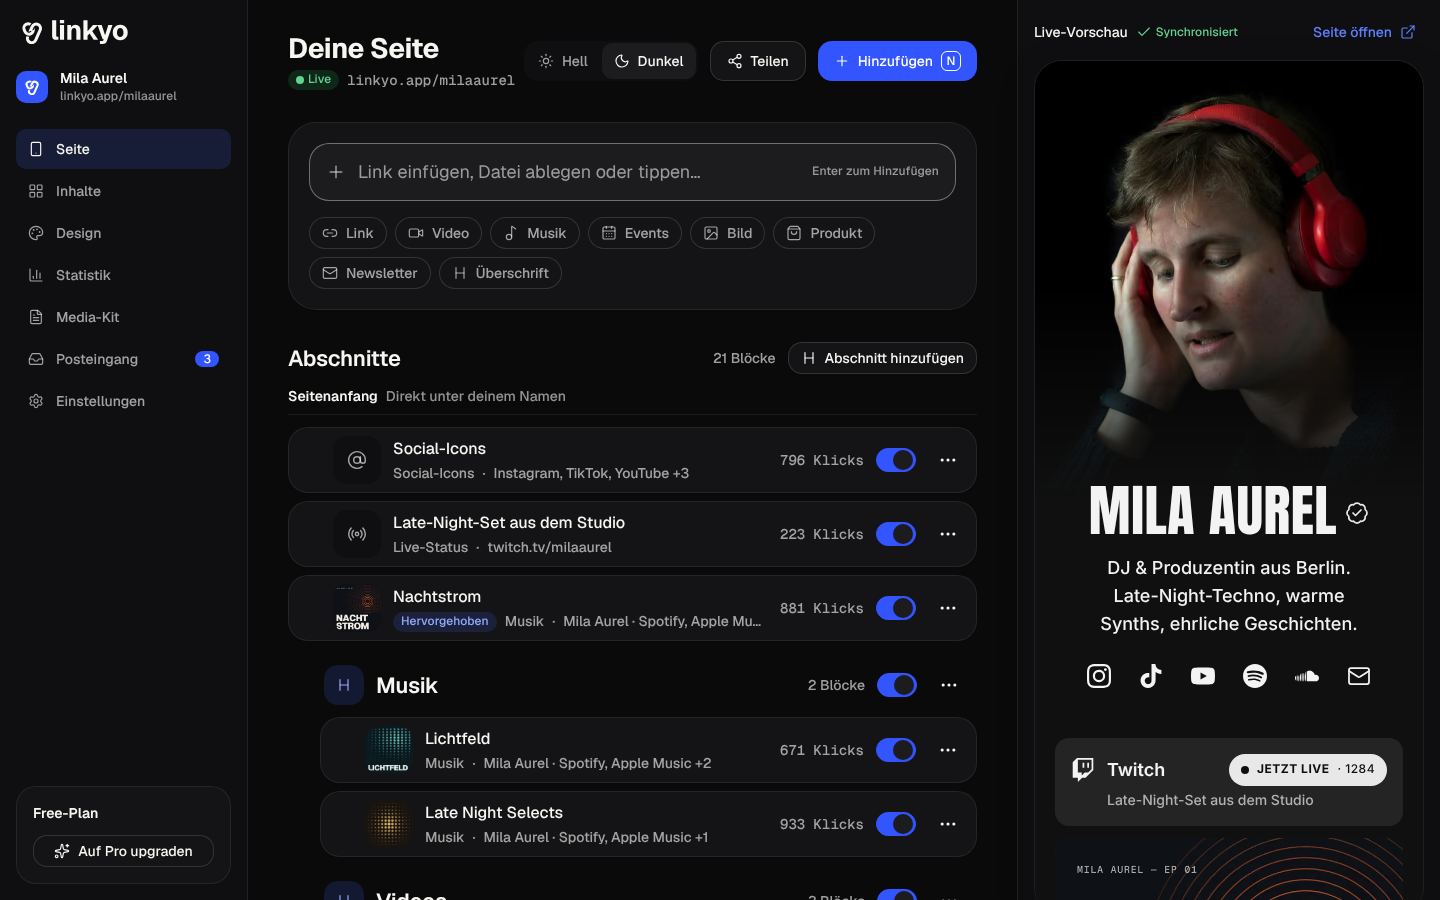 linkyo
Mila Aurel
linkyo.app/milaaurel
Seite
Inhalte
Design
Statistik
Media-Kit
Posteingang 3
Einstellungen
Free-Plan
Auf Pro upgraden
Deine Seite
Live linkyo.app/milaaurel
Hell Dunkel Teilen Hinzufügen N
Link einfügen, Datei ablegen oder tippen... Enter zum Hinzufügen
Link Video Musik Events Bild Produkt
Newsletter Überschrift
Abschnitte 21 Blöcke Abschnitt hinzufügen
Seitenanfang Direkt unter deinem Namen
Social-Icons
Social-Icons · Instagram, TikTok, YouTube +3
796 Klicks
Late-Night-Set aus dem Studio
Live-Status · twitch.tv/milaaurel
223 Klicks
NACHT
STROM
Nachtstrom
Hervorgehoben Musik · Mila Aurel · Spotify, Apple Mu...
881 Klicks
Musik 2 Blöcke
LICHTFELD
Lichtfeld
Musik · Mila Aurel · Spotify, Apple Music +2
671 Klicks
Late Night Selects
Musik · Mila Aurel · Spotify, Apple Music +1
933 Klicks
Videos
Live-Vorschau Synchronisiert Seite öffnen
MILA AUREL
DJ & Produzentin aus Berlin.
Late-Night-Techno, warme
Synths, ehrliche Geschichten.
Twitch JETZT LIVE · 1284
Late-Night-Set aus dem Studio
MILA AUREL — EP 01